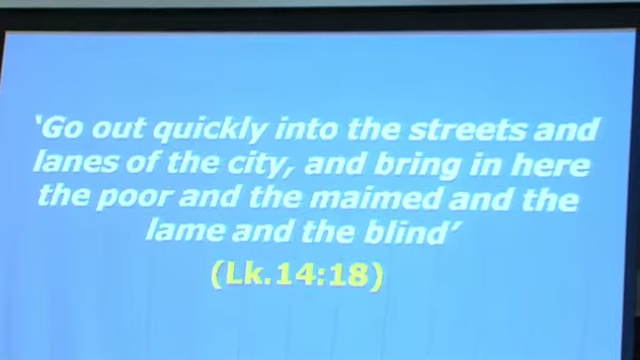 ‘Go out quickly into the streets and
lanes of the city, and bring in here
the poor and the maimed and the
lame and the blind’
(Lk.14:18)